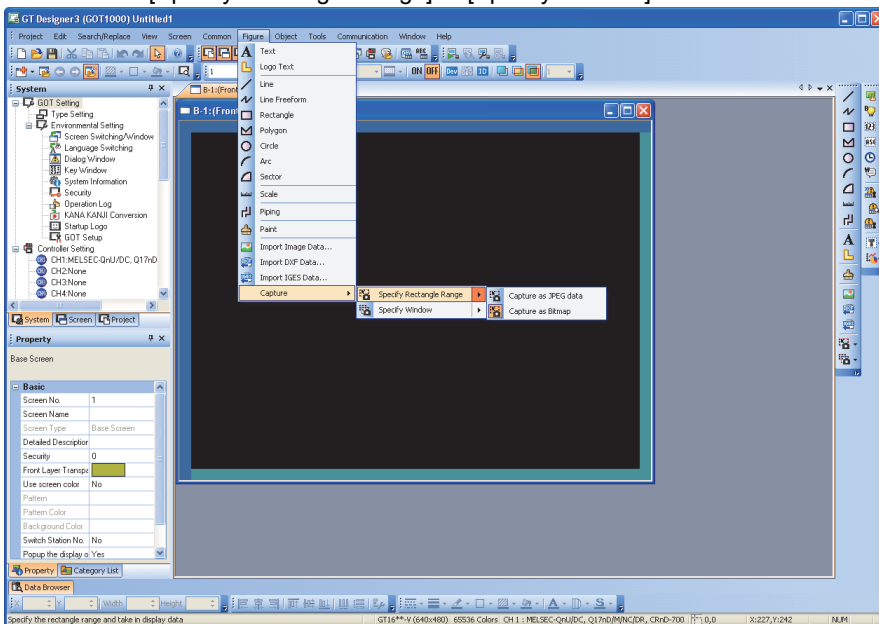 GT Designer3 (GOT1000) Untitled1
Project Edit Search/Replace View Screen Common Figure Object Tools Communication Window Help
1
ON OFF Dev ID 1
System
GOT Setting
Type Setting
Environmental Setting
Screen Switching/Window
Language Switching
Dialog Window
Key Window
System Information
Security
Operation Log
KANA KANJI Conversion
Startup Logo
GOT Setup
Controller Setting
CH1:MELSEC-QnU/DC, Q17nD
CH2:None
CH3:None
CH4:None
System Screen Project
B-1:(Front
B-1:(Front
Text
Logo Text
Line
Line Freeform
Rectangle
Polygon
Circle
Arc
Sector
Scale
Piping
Paint
Import Image Data...
Import DXF Data...
Import IGES Data...
Capture
Specify Rectangle Range
Specify Window
Capture as JPEG data
Capture as Bitmap
Property
Base Screen
Basic
Screen No. 1
Screen Name
Screen Type Base Screen
Detailed Description
Security 0
Front Layer Transpa
Use screen color No
Pattern
Pattern Color
Background Color
Switch Station No. No
Popup the display o Yes
Property Category List
Data Browser
X Y Width Height
Specify the rectangle range and take in display data
GT16**-V (640x480) 65536 Colors CH 1 : MELSEC-QnU/DC, Q17nD/M/NC/DR, CRnD-700 0,0 X:227,Y:242 NUM